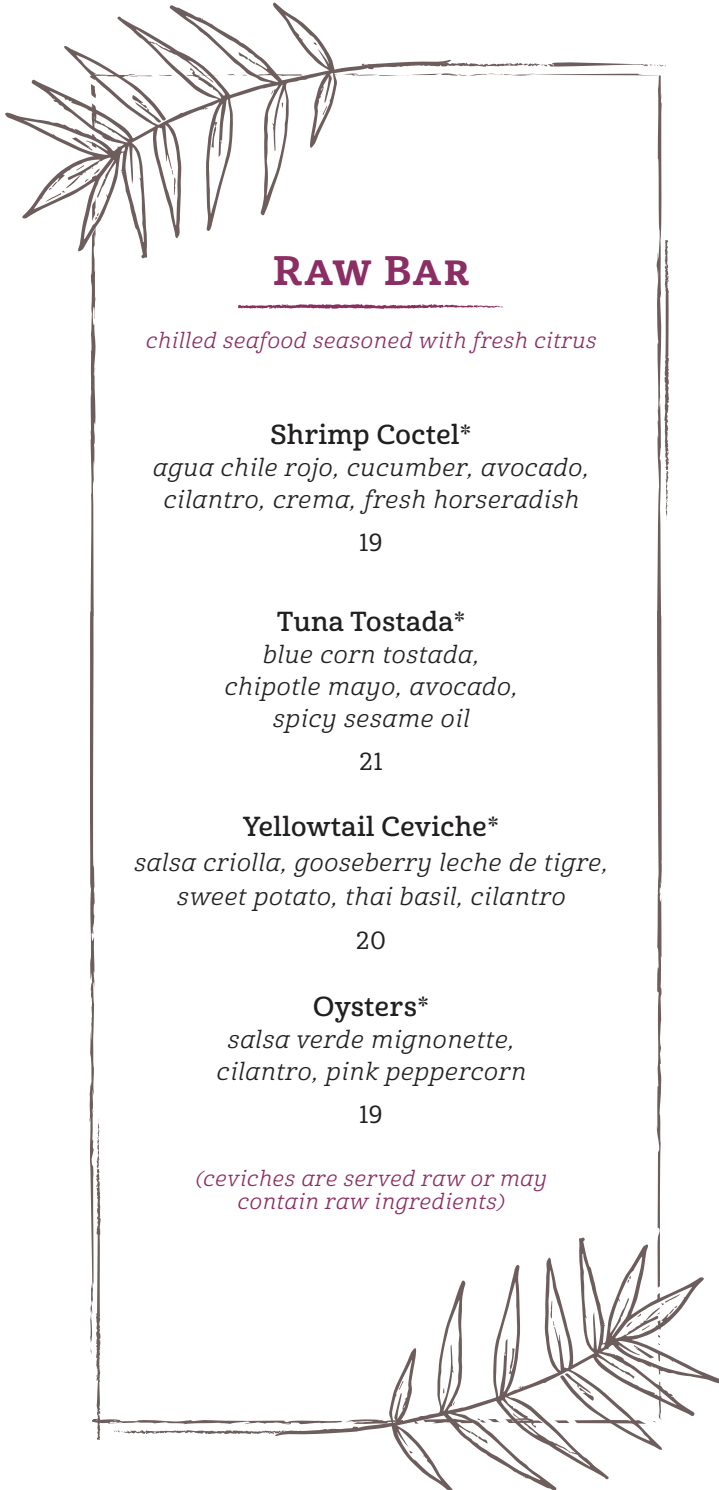 Raw Bar
chilled seafood seasoned with fresh citrus
Shrimp Coctel*
agua chile rojo, cucumber, avocado,
cilantro, crema, fresh horseradish
19
Tuna Tostada*
blue corn tostada,
chipotle mayo, avocado,
spicy sesame oil
21
Yellowtail Ceviche*
salsa criolla, gooseberry leche de tigre,
sweet potato, thai basil, cilantro
20
Oysters*
salsa verde mignonette,
cilantro, pink peppercorn
19
(ceviches are served raw or may
contain raw ingredients)